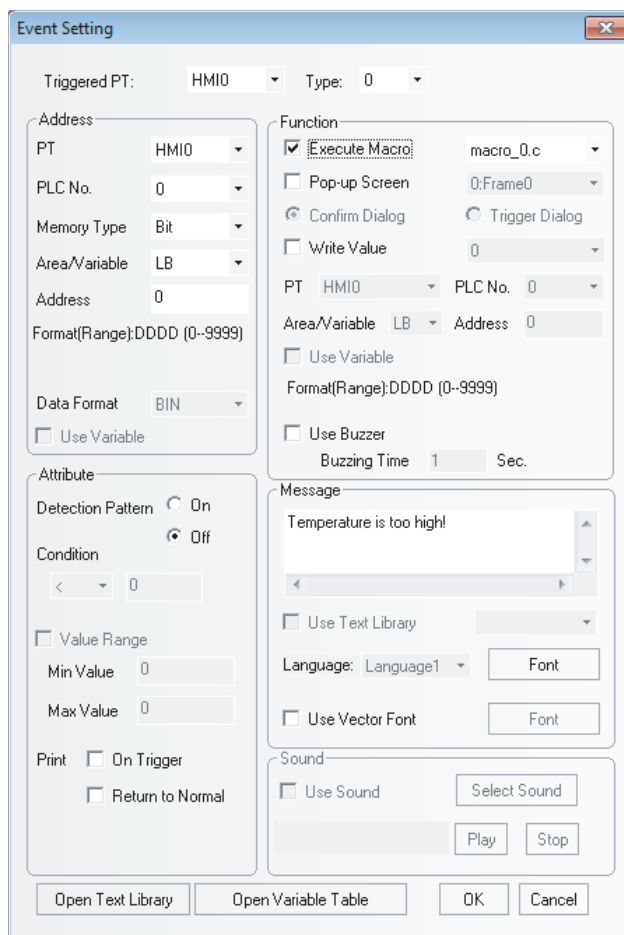 Event Setting
Triggered PT: HMI0 Type: 0
Address
PT HMI0
PLC No. 0
Memory Type Bit
Area/Variable LB
Address 0
Format(Range):DDDD (0--9999)
Data Format BIN
Use Variable
Attribute
Detection Pattern On
Off
Condition
< 0
Value Range
Min Value 0
Max Value 0
Print On Trigger
Return to Normal
Function
Execute Macro macro_0.c
Pop-up Screen 0:Frame0
Confirm Dialog Trigger Dialog
Write Value 0
PT HMI0 PLC No. 0
Area/Variable LB Address 0
Use Variable
Format(Range):DDDD (0--9999)
Use Buzzer
Buzzing Time 1 Sec.
Message
Temperature is too high!
Use Text Library
Language: Language1 Font
Use Vector Font Font
Sound
Use Sound Select Sound
Play Stop
Open Text Library Open Variable Table OK Cancel